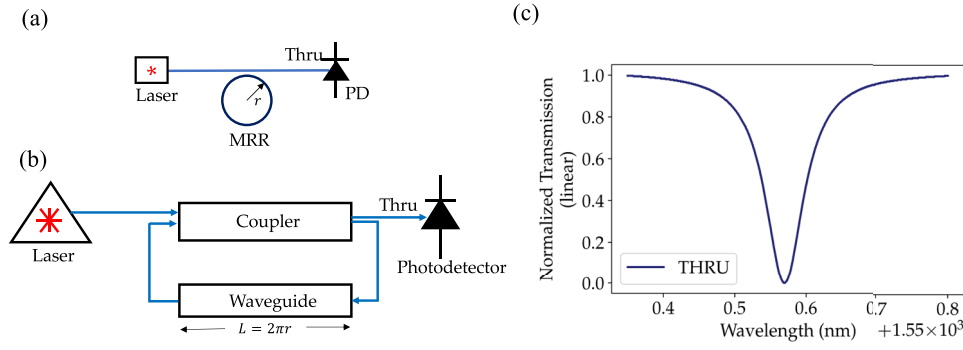 (a)
Thru
Laser
r
PD
MRR
(b)
Laser
Coupler
Thru
Photodetector
Waveguide
L = 2πr
(c)
Normalized Transmission
(linear)
1.0
0.8
0.6
0.4
0.2
0.0
THRU
0.4 0.5 0.6 0.7 0.8
Wavelength (nm) +1.55×10³